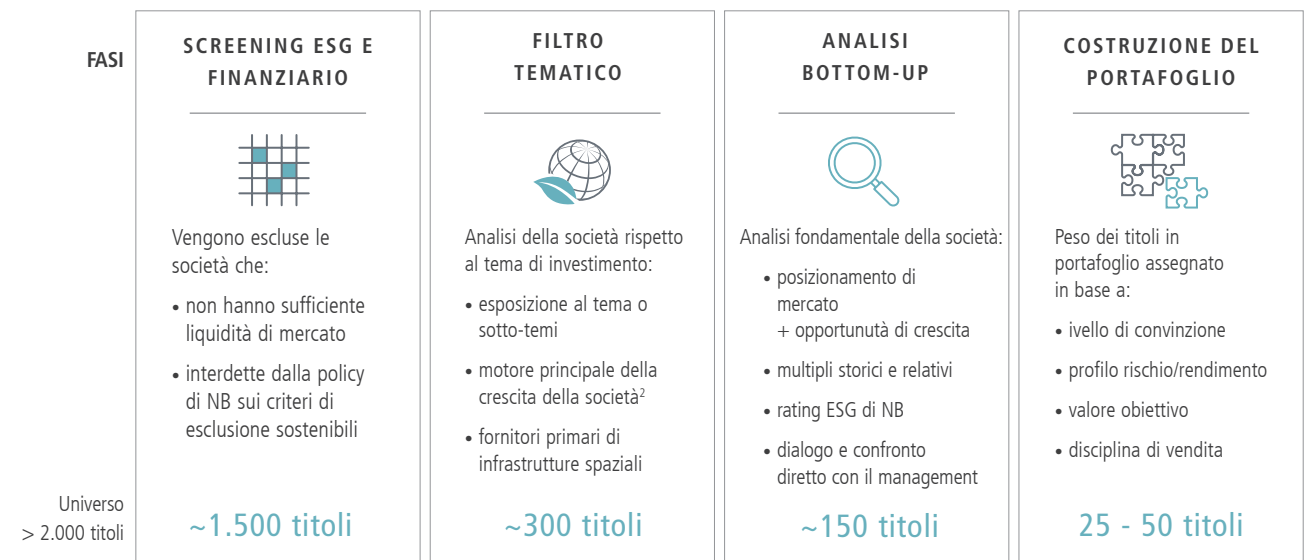 FASI
SCREENING ESG E
FINANZIARIO
Vengono escluse le
società che:
• non hanno sufficiente
liquidità di mercato
• interdette dalla policy
di NB sui criteri di
esclusione sostenibili
Universo
> 2.000 titoli
~1.500 titoli
FILTRO
TEMATICO
Analisi della società rispetto
al tema di investimento:
• esposizione al tema o
sotto-temi
• motore principale della
crescita della società²
• fornitori primari di
infrastrutture spaziali
~300 titoli
ANALISI
BOTTOM-UP
Analisi fondamentale della società:
• posizionamento di
mercato
+ opportunutà di crescita
• multipli storici e relativi
• rating ESG di NB
• dialogo e confronto
diretto con il management
~150 titoli
COSTRUZIONE DEL
PORTAFOGLIO
Peso dei titoli in
portafoglio assegnato
in base a:
• ivello di convinzione
• profilo rischio/rendimento
• valore obiettivo
• disciplina di vendita
25 - 50 titoli